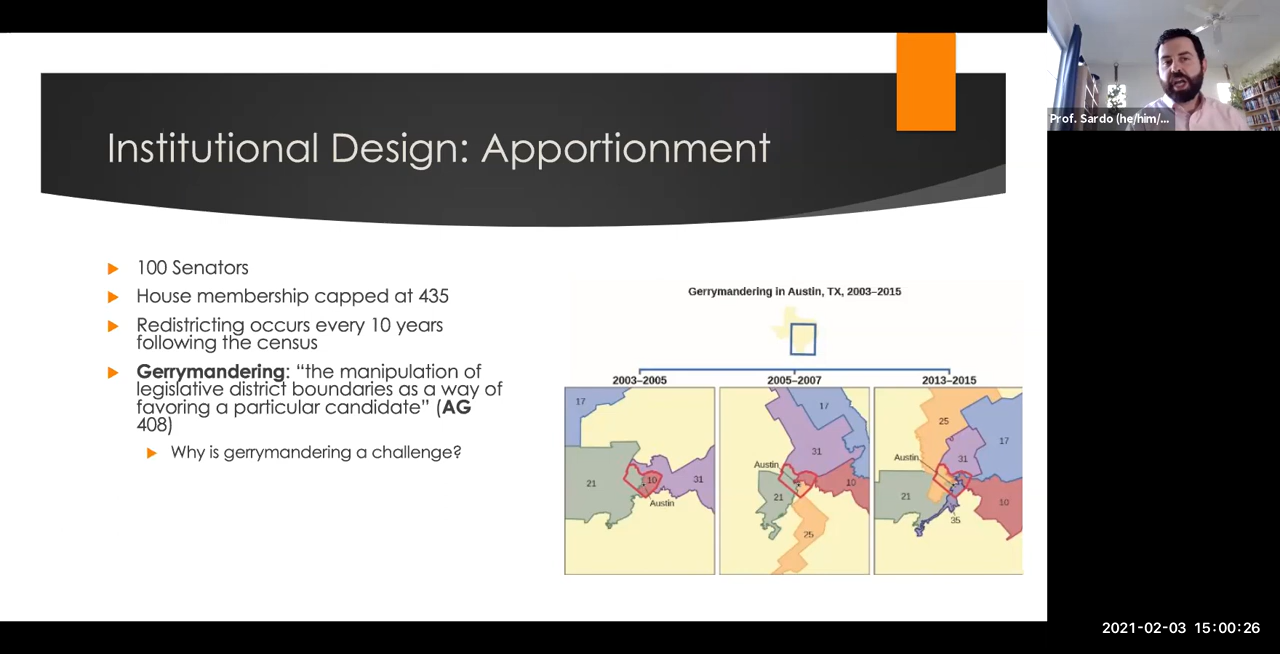 Institutional Design: Apportionment
100 Senators
House membership capped at 435
Redistricting occurs every 10 years
following the census
Gerrymandering: “the manipulation of
legislative district boundaries as a way of
favoring a particular candidate” (AG
408)
Why is gerrymandering a challenge?
Gerrymandering in Austin, TX, 2003–2015
2003–2005
2005–2007
2013–2015
17
21
10
31
Austin
17
31
Austin
21
10
25
25
17
31
Austin
21
10
35
Prof. Sardo (he/him/...
2021-02-03 15:00:26